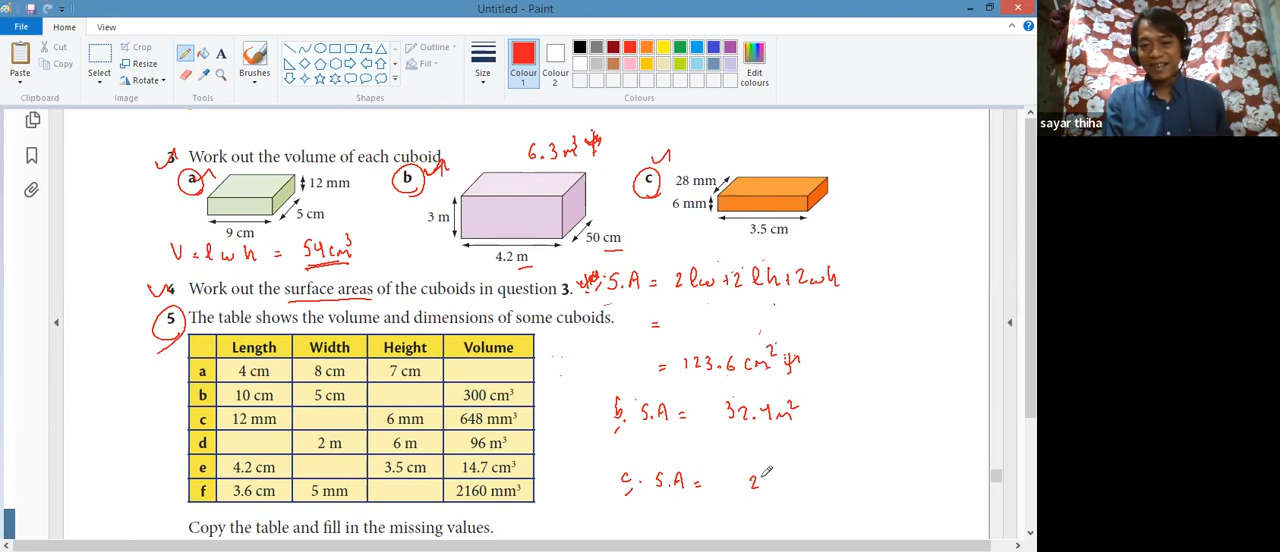 Untitled - Paint
File Home View
Paste
Cut
Copy
Clipboard
Select
Crop
Resize
Rotate
Image
A
Tools
Brushes
Shapes
Outline
Fill
Size
Colour 1
Colour 2
Edit colours
Colours
sayar thiha
6.3 m³
3 Work out the volume of each cuboid
a 12 mm 5 cm 9 cm
b 3 m 4.2 m 50 cm
c 28 mm 6 mm 3.5 cm
V = l w h = 54 cm³
4 Work out the surface areas of the cuboids in question 3.
S.A = 2lw + 2lh + 2wh
5 The table shows the volume and dimensions of some cuboids.
=
Length Width Height Volume
a 4 cm 8 cm 7 cm
= 123.6 cm²
b 10 cm 5 cm 300 cm³
b. S.A = 32.4 m²
c 12 mm 6 mm 648 mm³
d 2 m 6 m 96 m³
e 4.2 cm 3.5 cm 14.7 cm³
c. S.A = 2
f 3.6 cm 5 mm 2160 mm³
Copy the table and fill in the missing values.